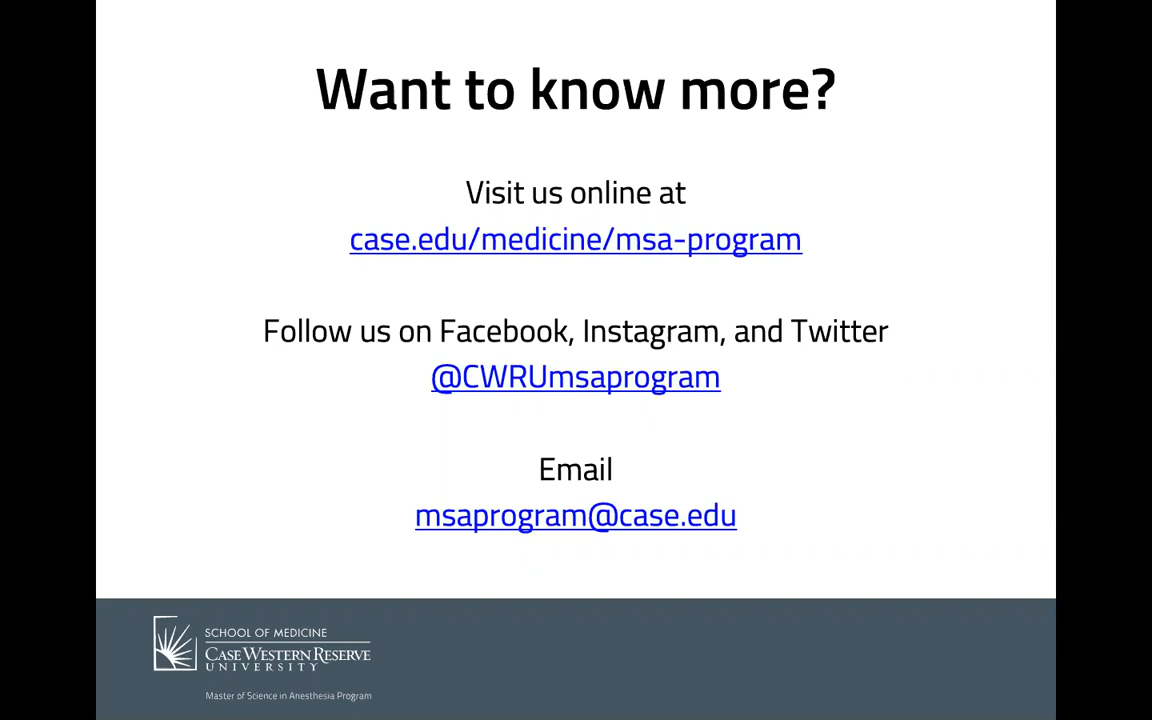 Want to know more?
Visit us online at
case.edu/medicine/msa-program
Follow us on Facebook, Instagram, and Twitter
@CWRUmsaprogram
Email
msaprogram@case.edu
SCHOOL OF MEDICINE
CASE WESTERN RESERVE
UNIVERSITY
Master of Science in Anesthesia Program